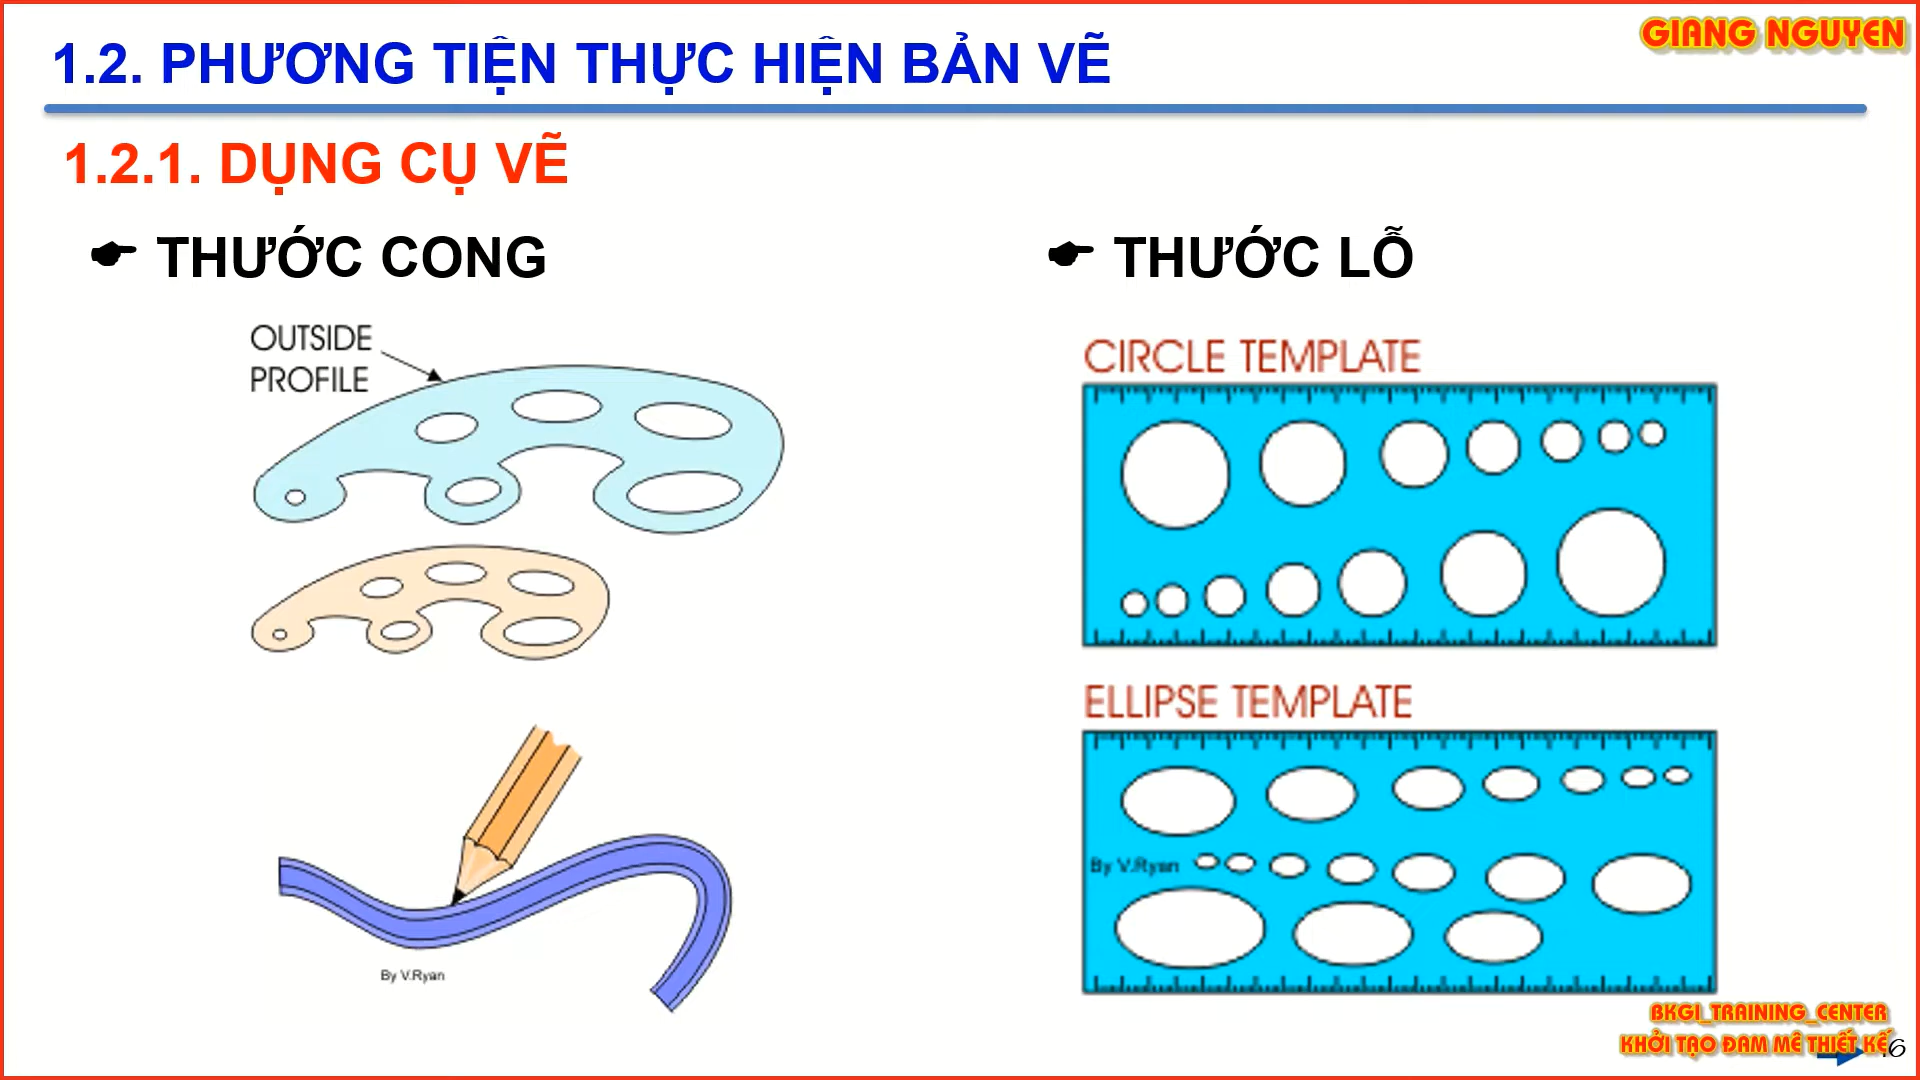 GIANG NGUYEN
1.2. PHƯƠNG TIỆN THỰC HIỆN BẢN VẼ
1.2.1. DỤNG CỤ VẼ
THƯỚC CONG
OUTSIDE
PROFILE
By V.Ryan
THƯỚC LỖ
CIRCLE TEMPLATE
ELLIPSE TEMPLATE
By V.Ryan
BKGI_TRAINING_CENTER
KHỞI TẠO ĐAM MÊ THIẾT KẾ